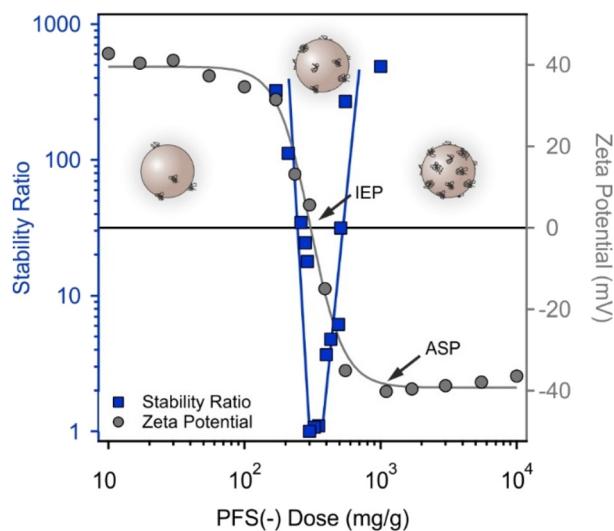 1000
100
10
1
Stability Ratio
40
20
0
-20
-40
Zeta Potential (mV)
IEP
ASP
Stability Ratio
Zeta Potential
10
10²
10³
10⁴
PFS(-) Dose (mg/g)